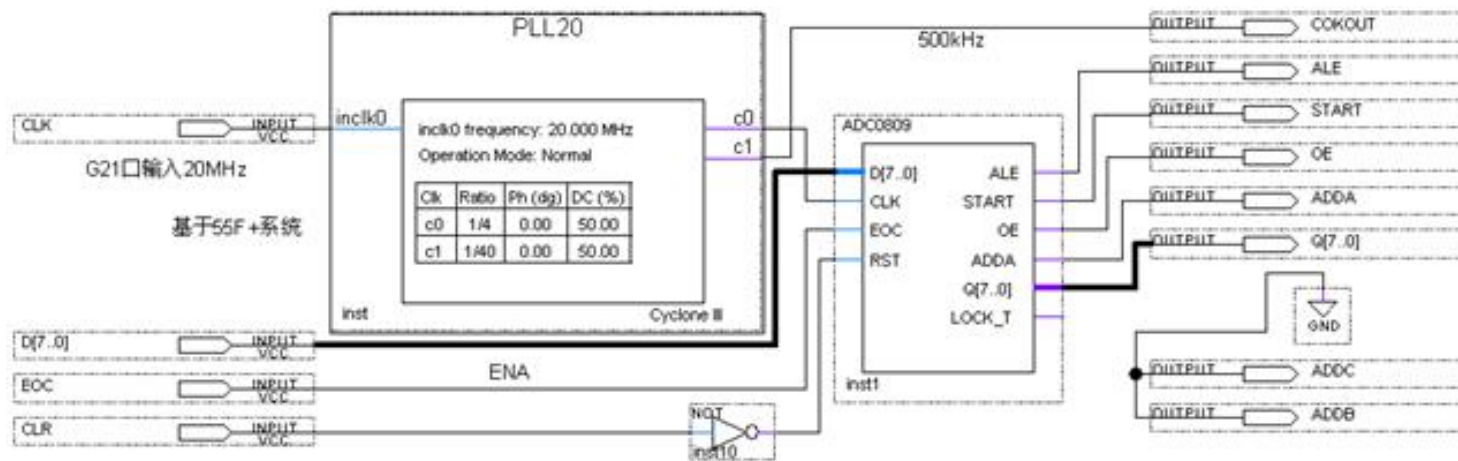 PLL20
500kHz
OUTPUT COKOUT
OUTPUT ALE
OUTPUT START
OUTPUT OE
OUTPUT ADDA
OUTPUT Q[7..0]
CLK INPUT VCC
G21口输入20MHz
基于55F+系统
inclk0
inclk0 frequency: 20.000 MHz
Operation Mode: Normal
Clk Ratio Ph (dg) DC (%)
c0 1/4 0.00 50.00
c1 1/40 0.00 50.00
c0
c1
inst
Cyclone III
ADC0809
D[7..0] ALE
CLK START
EOC OE
RST ADDA
Q[7..0]
LOCK_T
inst1
GND
D[7..0] INPUT VCC
ENA
EOC INPUT VCC
CLR INPUT VCC
NOT
inst10
OUTPUT ADDC
OUTPUT ADDB